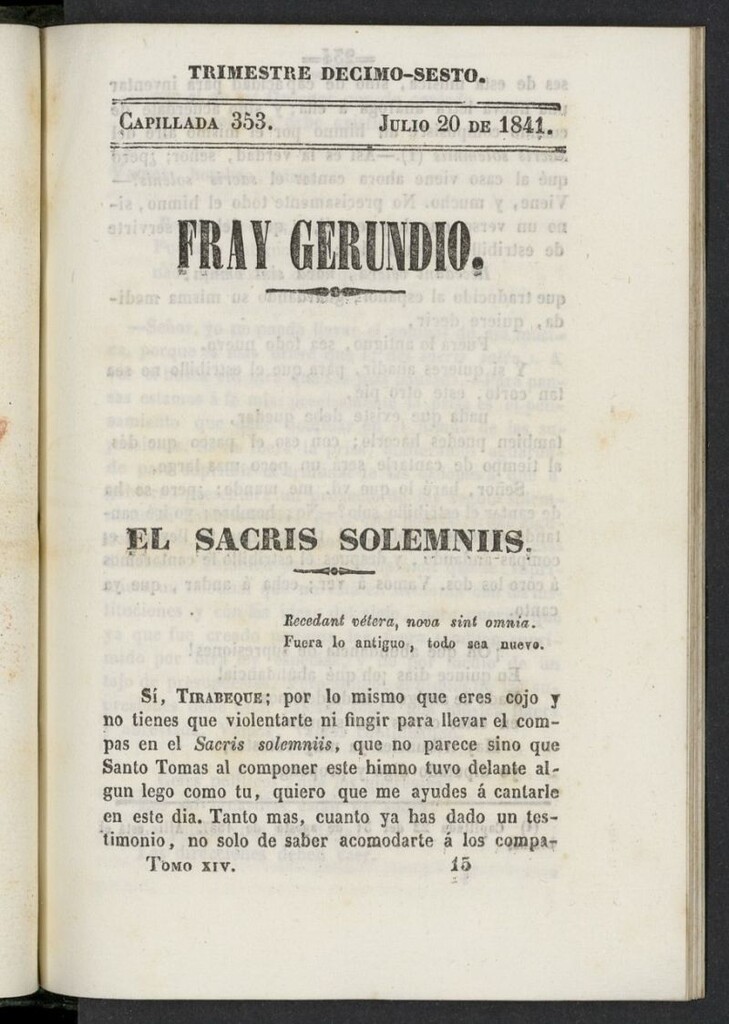 TRIMESTRE DECIMO-SESTO.
CAPILLADA 353. JULIO 20 DE 1841.
FRAY GERUNDIO.
EL SACRIS SOLEMNIIS.
Recedant vétera, nova sint omnia.
Fuera lo antiguo, todo sea nuevo.
Sí, TIRABEQUE; por lo mismo que eres cojo y
no tienes que violentarte ni fingir para llevar el com-
pas en el Sacris solemniis, que no parece sino que
Santo Tomas al componer este himno tuvo delante al-
gun lego como tu, quiero que me ayudes á cantarle
en este dia. Tanto mas, cuanto ya has dado un tes-
timonio, no solo de saber acomodarte á los compa-
TOMO XIV. 15